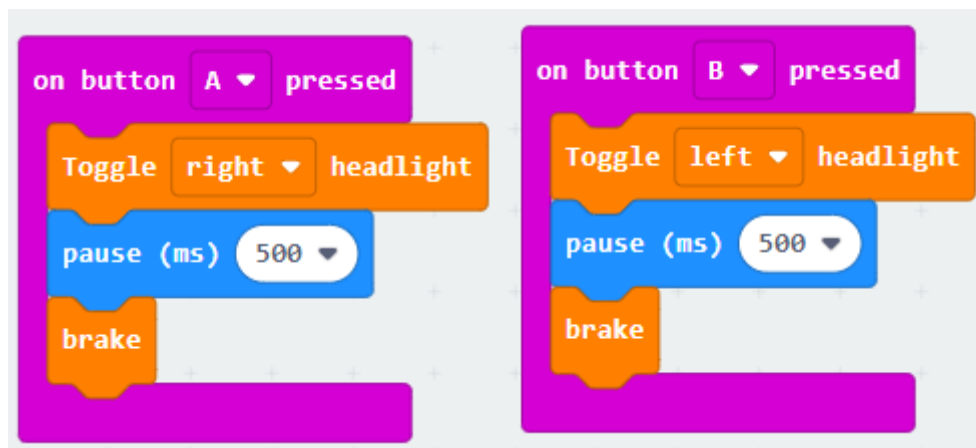 on button A pressed
Toggle right headlight
pause (ms) 500
brake
on button B pressed
Toggle left headlight
pause (ms) 500
brake